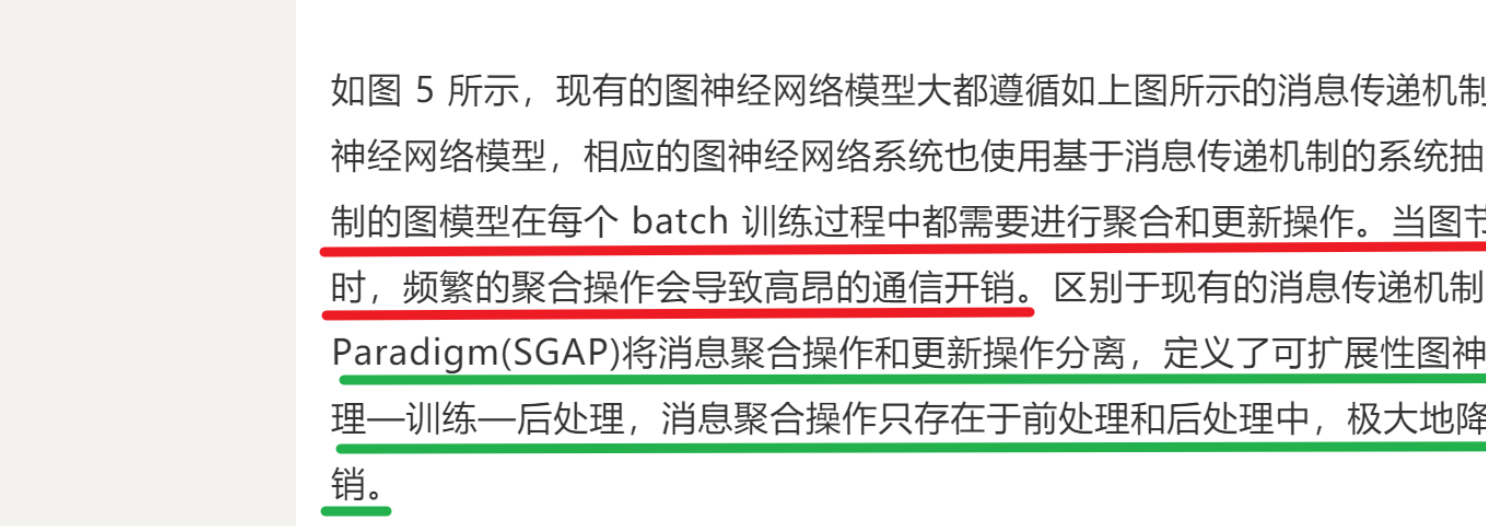 如图 5 所示，现有的图神经网络模型大都遵循如上图所示的消息传递机制
神经网络模型，相应的图神经网络系统也使用基于消息传递机制的系统抽
制的图模型在每个 batch 训练过程中都需要进行聚合和更新操作。当图节
时，频繁的聚合操作会导致高昂的通信开销。区别于现有的消息传递机制
Paradigm(SGAP)将消息聚合操作和更新操作分离，定义了可扩展性图神
理—训练—后处理，消息聚合操作只存在于前处理和后处理中，极大地降
销。